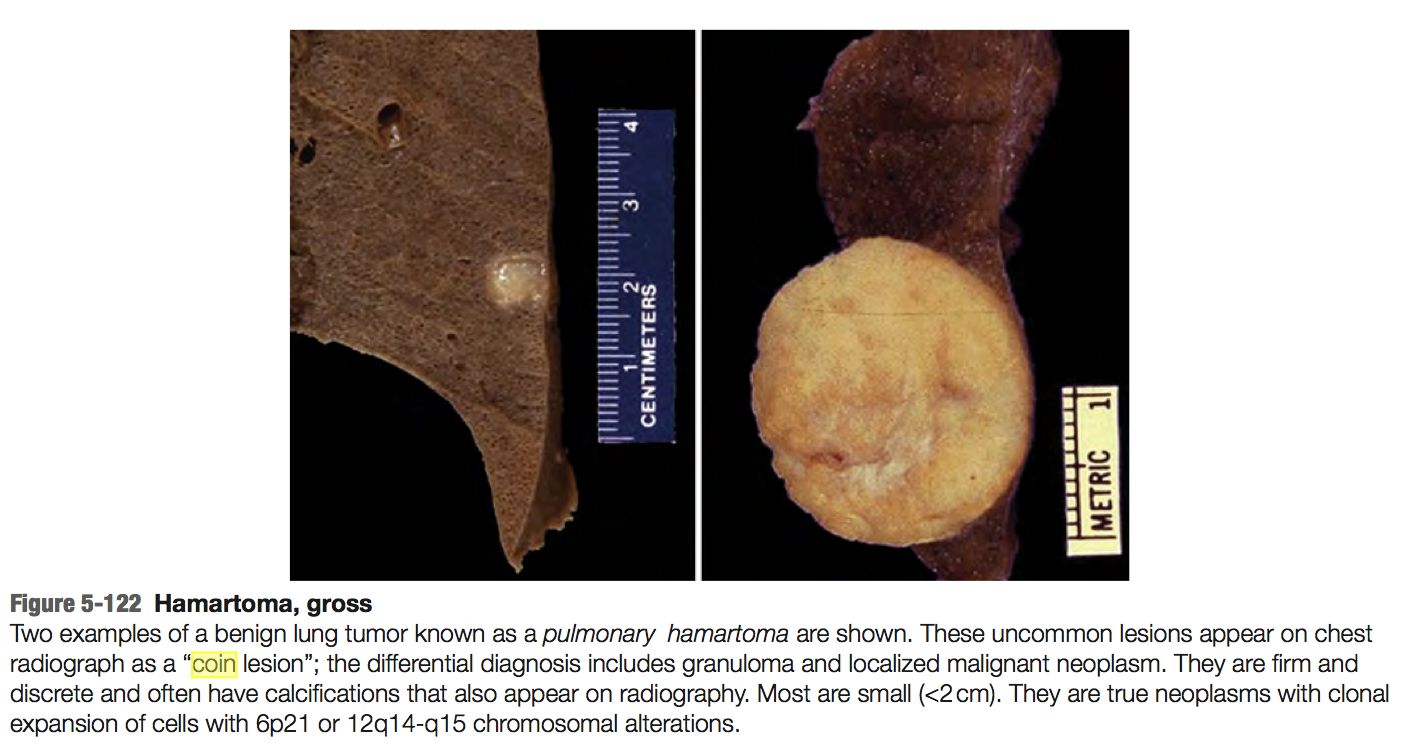 4
3
2
1
CENTIMETERS
1
METRIC
Figure 5-122 Hamartoma, gross
Two examples of a benign lung tumor known as a pulmonary hamartoma are shown. These uncommon lesions appear on chest
radiograph as a “coin lesion”; the differential diagnosis includes granuloma and localized malignant neoplasm. They are firm and
discrete and often have calcifications that also appear on radiography. Most are small (<2 cm). They are true neoplasms with clonal
expansion of cells with 6p21 or 12q14-q15 chromosomal alterations.